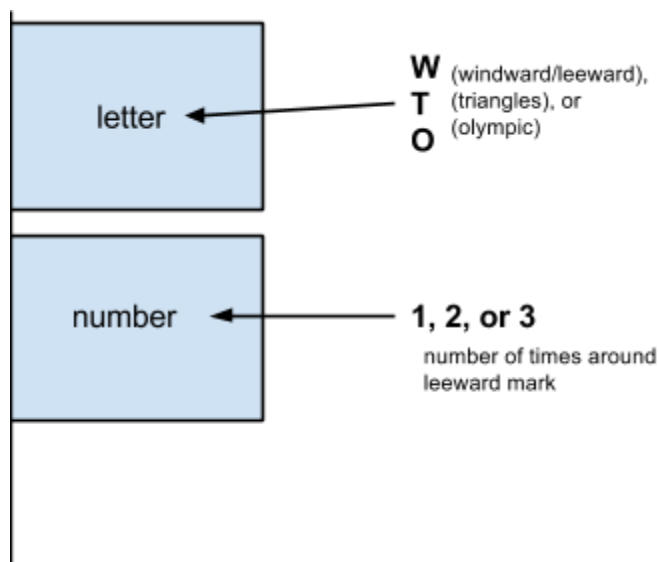 letter
W (windward/leeward),
T (triangles), or
O (olympic)
number
1, 2, or 3
number of times around
leeward mark